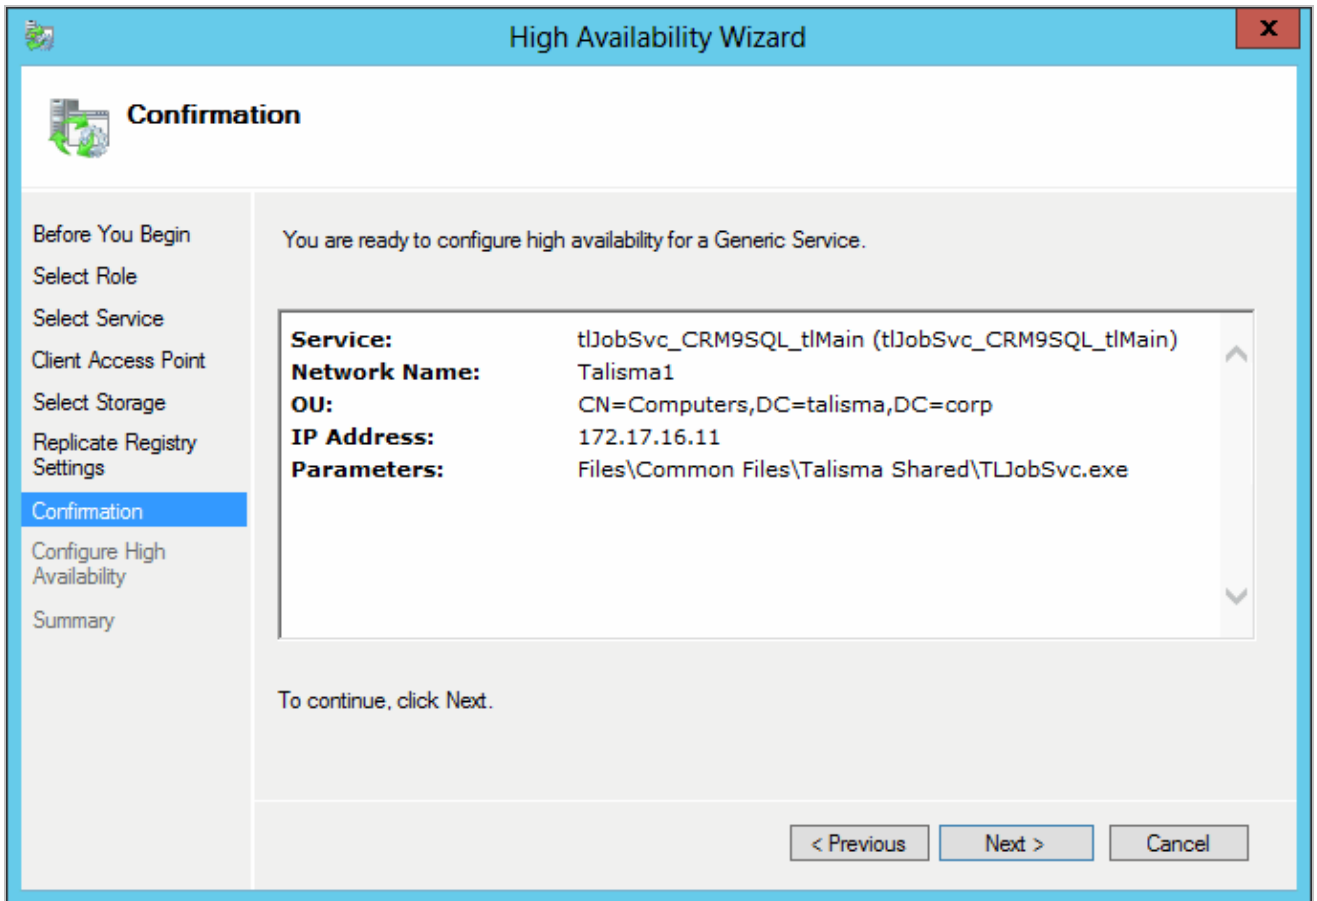 High Availability Wizard
X
Confirmation
Before You Begin
Select Role
Select Service
Client Access Point
Select Storage
Replicate Registry
Settings
Confirmation
Configure High
Availability
Summary
You are ready to configure high availability for a Generic Service.
Service: tlJobSvc_CRM9SQL_tlMain (tlJobSvc_CRM9SQL_tlMain)
Network Name: Talisma1
OU: CN=Computers,DC=talisma,DC=corp
IP Address: 172.17.16.11
Parameters: Files\Common Files\Talisma Shared\TLJobSvc.exe
To continue, click Next.
< Previous Next > Cancel